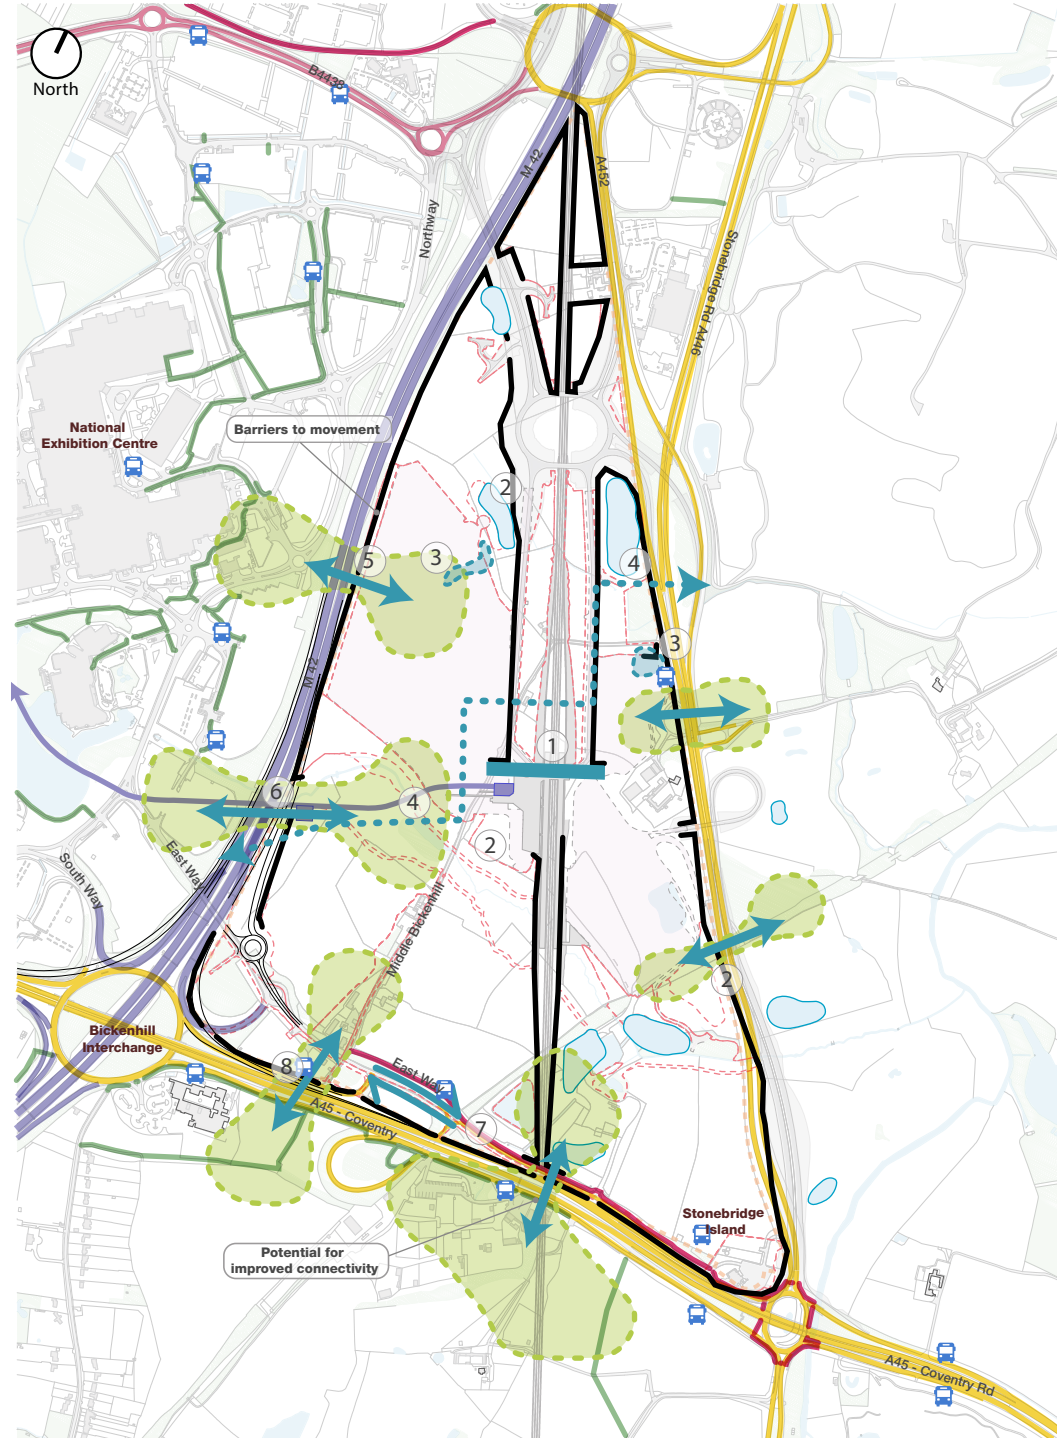 North
B4438
M 42
A452
Northway
Stonebridge Rd A446
National
Exhibition Centre
Barriers to movement
2
5
3
4
3
M 42
1
6
4
2
East Way
South Way
Middle Bickenhill
2
Bickenhill
Interchange
8
East Way
A45 - Coventry
7
Stonebridge
Island
Potential for
improved connectivity
A45 - Coventry Rd